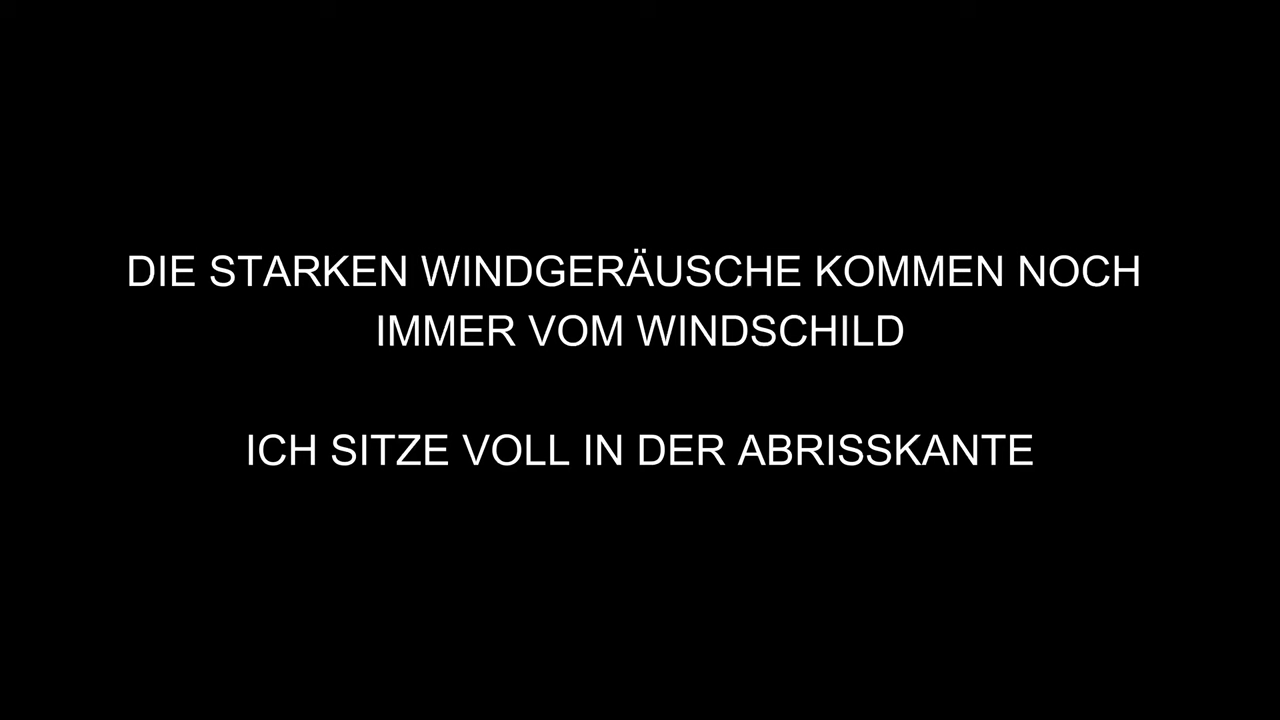 DIE STARKEN WINDGERÄUSCHE KOMMEN NOCH
IMMER VOM WINDSCHILD
ICH SITZE VOLL IN DER ABRISSKANTE